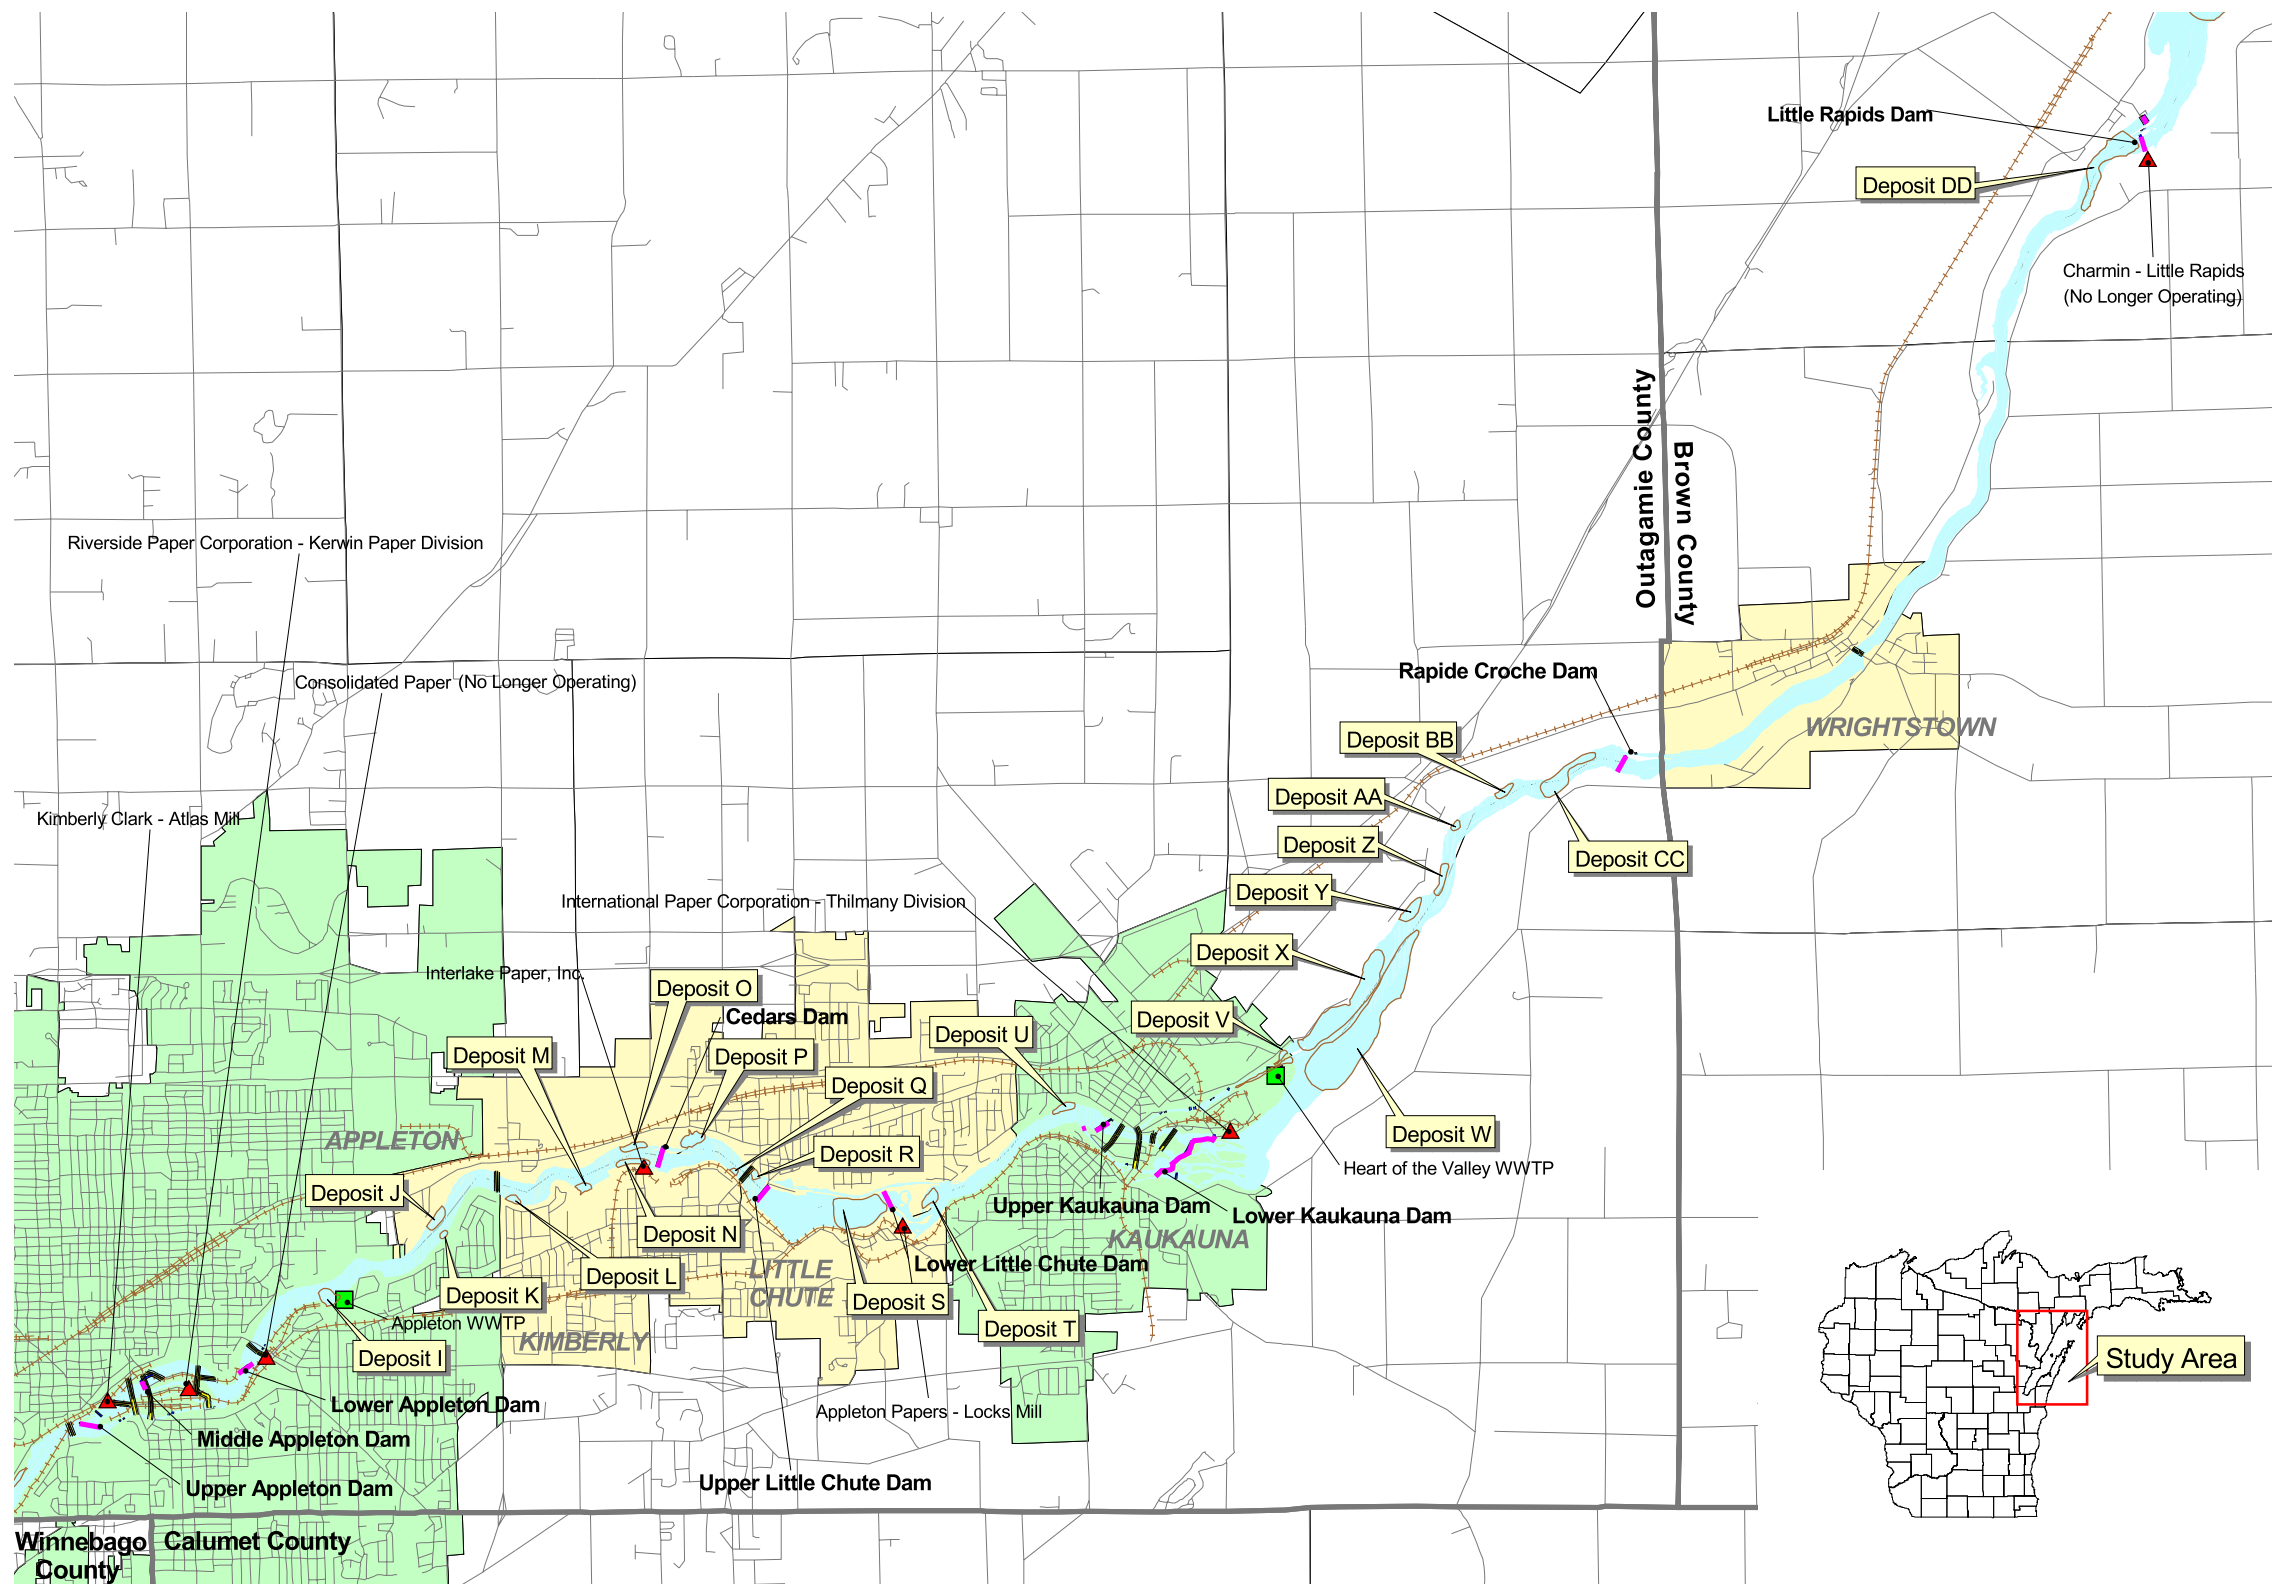 Little Rapids Dam
Deposit DD
Charmin - Little Rapids
(No Longer Operating)
Outagamie County
Brown County
Riverside Paper Corporation - Kerwin Paper Division
Consolidated Paper (No Longer Operating)
Rapide Croche Dam
WRIGHTSTOWN
Deposit BB
Deposit AA
Kimberly Clark - Atlas Mill
Deposit Z
Deposit CC
Deposit Y
International Paper Corporation - Thilmany Division
Deposit X
Interlake Paper, Inc.
Deposit O
Cedars Dam
Deposit V
Deposit U
Deposit M
Deposit P
Deposit Q
APPLETON
Deposit W
Deposit R
Heart of the Valley WWTP
Deposit J
Upper Kaukauna Dam
Lower Kaukauna Dam
Deposit N
KAUKAUNA
Lower Little Chute Dam
LITTLE
CHUTE
Deposit L
Deposit K
Deposit S
Appleton WWTP
Deposit T
KIMBERLY
Deposit I
Study Area
Lower Appleton Dam
Appleton Papers - Locks Mill
Middle Appleton Dam
Upper Little Chute Dam
Upper Appleton Dam
Winnebago
County
Calumet County